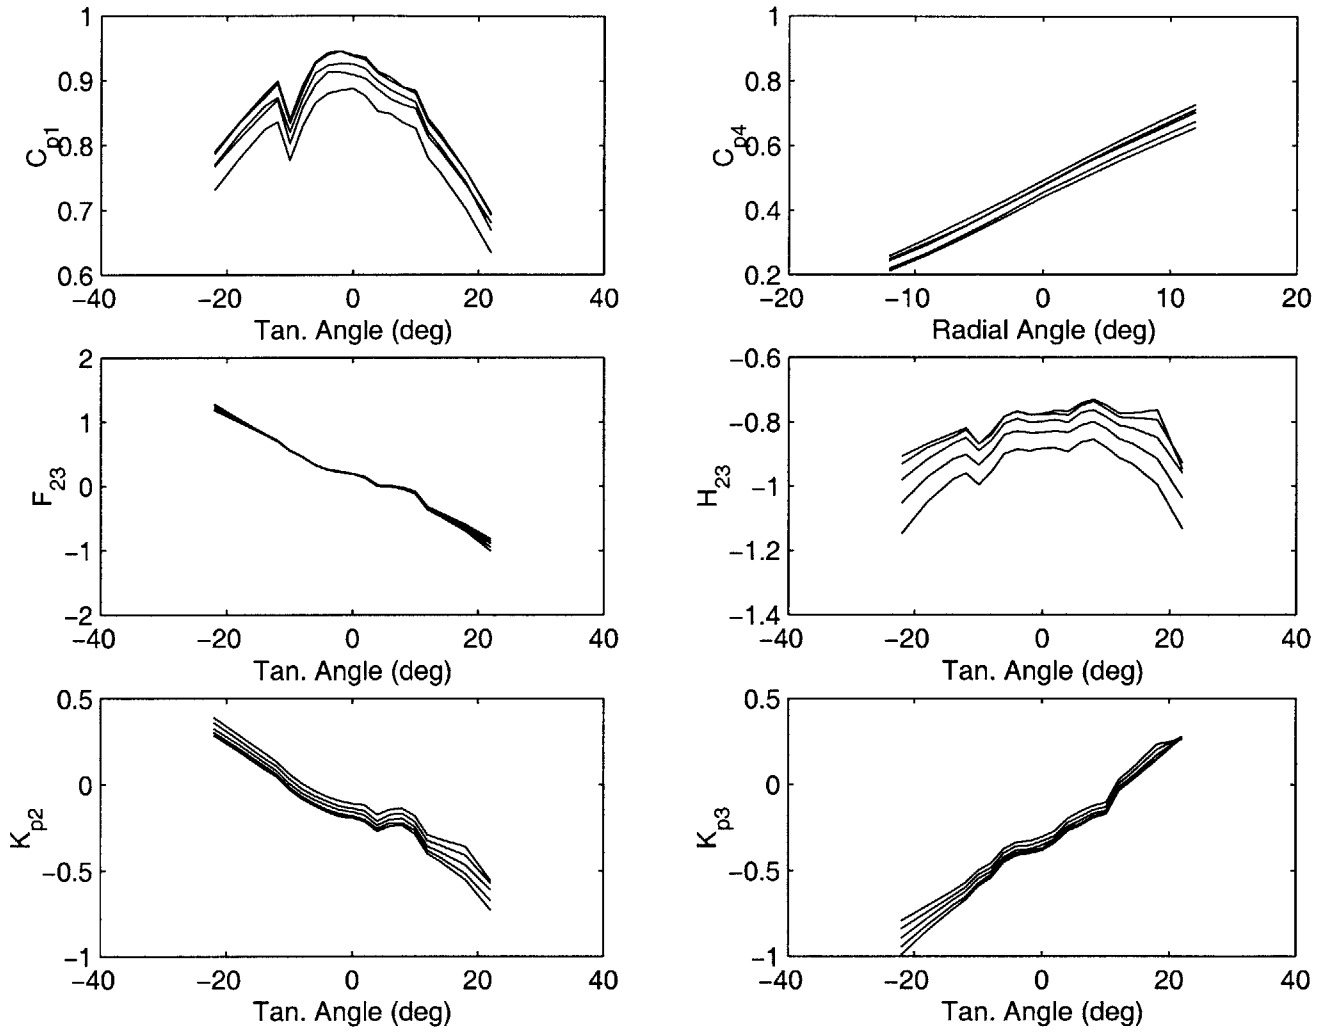 1
0.9
0.8
0.7
0.6
C_p1
−40 −20 0 20 40
Tan. Angle (deg)
1
0.8
0.6
0.4
0.2
C_p4
−20 −10 0 10 20
Radial Angle (deg)
2
1
0
−1
−2
F_23
−40 −20 0 20 40
Tan. Angle (deg)
−0.6
−0.8
−1
−1.2
−1.4
H_23
−40 −20 0 20 40
Tan. Angle (deg)
0.5
0
−0.5
−1
K_p2
−40 −20 0 20 40
Tan. Angle (deg)
0.5
0
−0.5
−1
K_p3
−40 −20 0 20 40
Tan. Angle (deg)